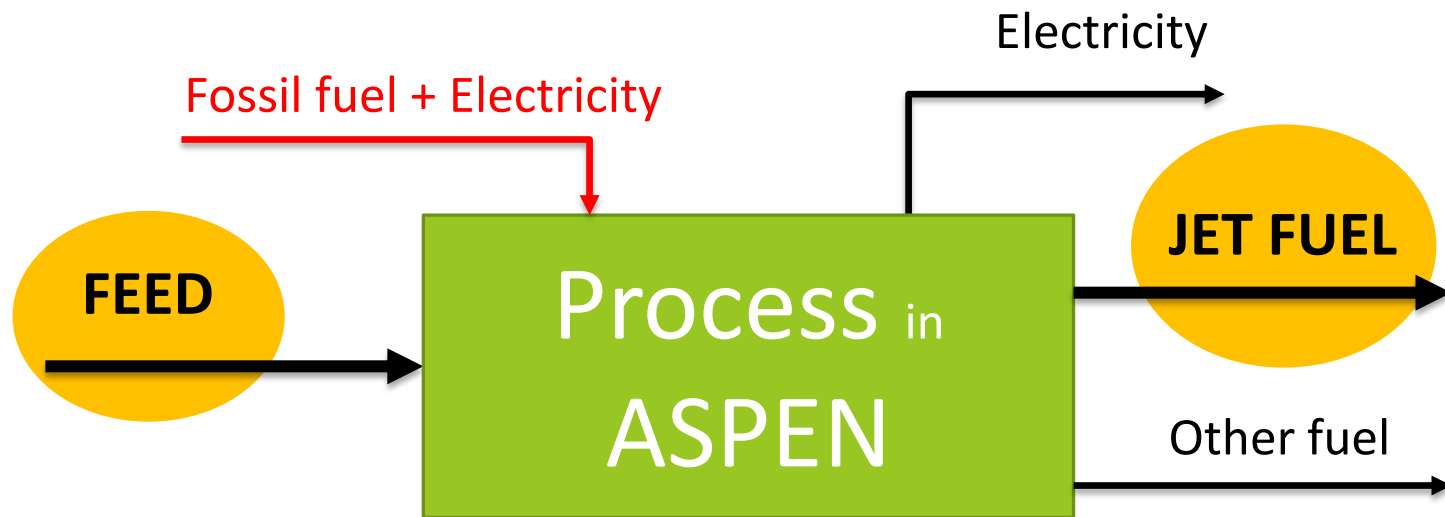 Electricity
Fossil fuel + Electricity
FEED
Process in
ASPEN
JET FUEL
Other fuel